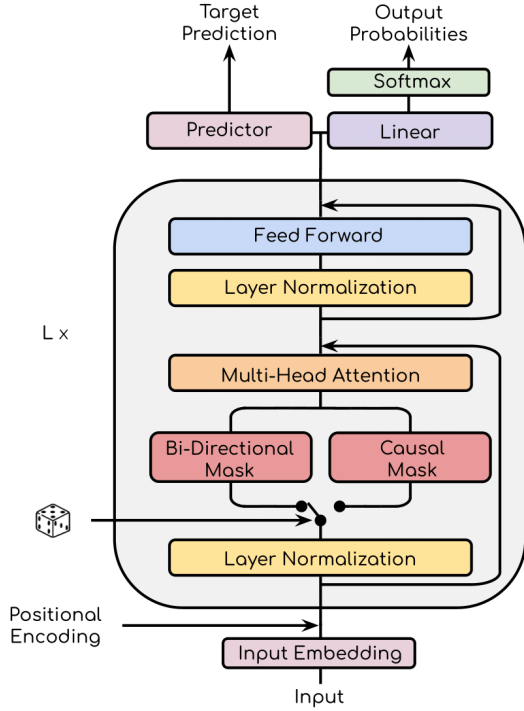 Target
Prediction
Output
Probabilities
Softmax
Predictor
Linear
Feed Forward
Layer Normalization
L x
Multi-Head Attention
Bi-Directional
Mask
Causal
Mask
Layer Normalization
Positional
Encoding
Input Embedding
Input